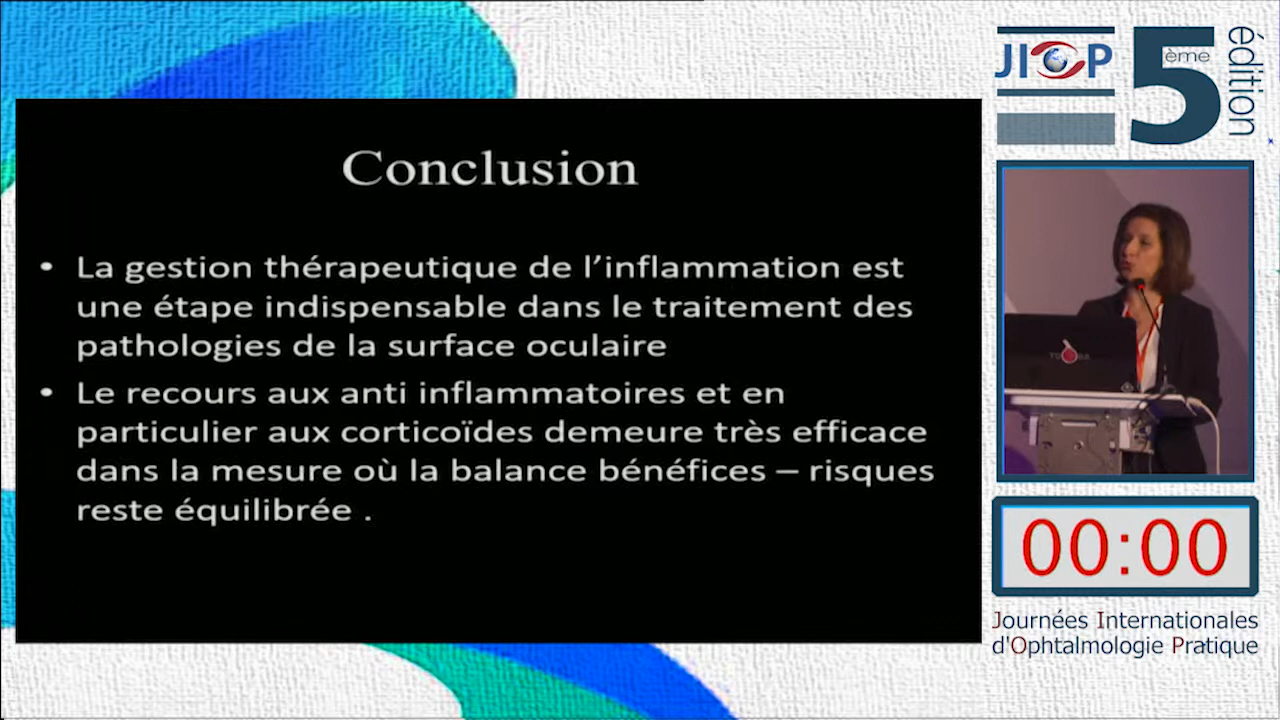 Conclusion
• La gestion thérapeutique de l’inflammation est
une étape indispensable dans le traitement des
pathologies de la surface oculaire
• Le recours aux anti inflammatoires et en
particulier aux corticoïdes demeure très efficace
dans la mesure où la balance bénéfices – risques
reste équilibrée .
JIOP
5
ème
édition
00:00
Journées Internationales
d'Ophtalmologie Pratique